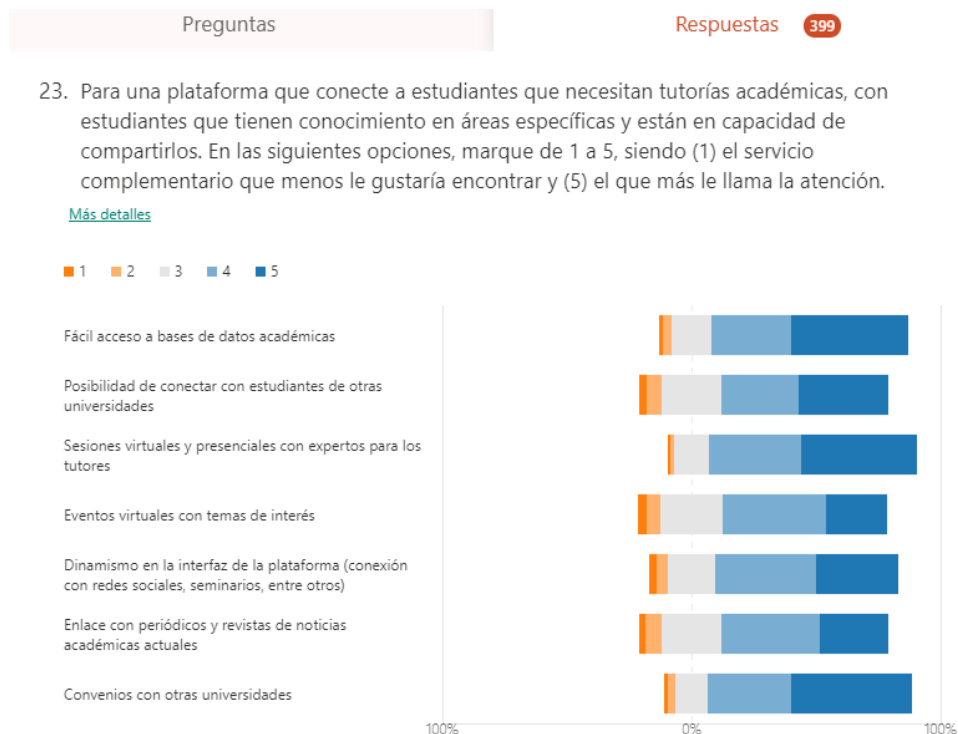 Preguntas
Respuestas 399
23. Para una plataforma que conecte a estudiantes que necesitan tutorías académicas, con
estudiantes que tienen conocimiento en áreas específicas y están en capacidad de
compartirlos. En las siguientes opciones, marque de 1 a 5, siendo (1) el servicio
complementario que menos le gustaría encontrar y (5) el que más le llama la atención.
Más detalles
1 2 3 4 5
Fácil acceso a bases de datos académicas
Posibilidad de conectar con estudiantes de otras
universidades
Sesiones virtuales y presenciales con expertos para los
tutores
Eventos virtuales con temas de interés
Dinamismo en la interfaz de la plataforma (conexión
con redes sociales, seminarios, entre otros)
Enlace con periódicos y revistas de noticias
académicas actuales
Convenios con otras universidades
100% 0% 100%